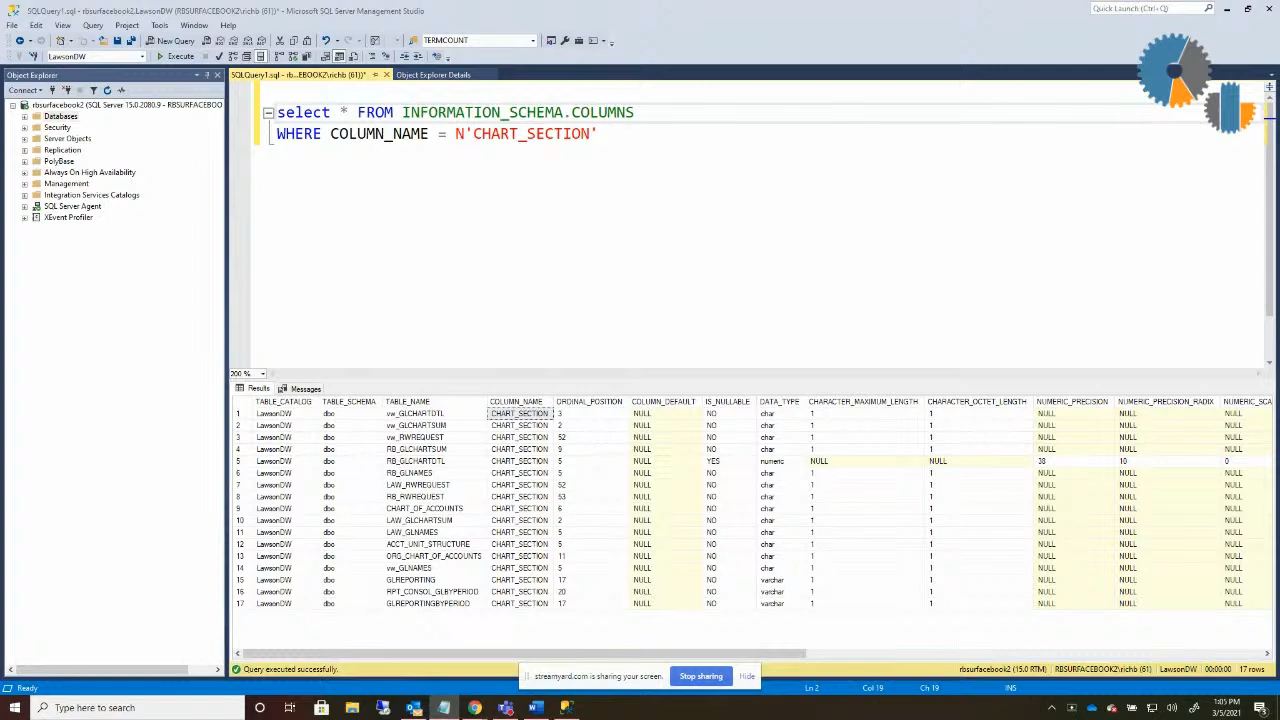 SQLQuery1.sql - rbsurfacebook2.LawsonDW (RBSURFACEBOOK2\richb (61))* - Microsoft SQL Server Management Studio
Quick Launch (Ctrl+Q)
File Edit View Query Project Tools Window Help
New Query TERMCOUNT
LawsonDW Execute
Object Explorer
SQLQuery1.sql - rb...EBOOK2\richb (61))* Object Explorer Details
Connect
rbsurfacebook2 (SQL Server 15.0.2080.9 - RBSURFACEBOO
Databases
Security
Server Objects
Replication
PolyBase
Always On High Availability
Management
Integration Services Catalogs
SQL Server Agent
XEvent Profiler
select * FROM INFORMATION_SCHEMA.COLUMNS
WHERE COLUMN_NAME = N'CHART_SECTION'
200 %
Results Messages
TABLE_CATALOG TABLE_SCHEMA TABLE_NAME COLUMN_NAME ORDINAL_POSITION COLUMN_DEFAULT IS_NULLABLE DATA_TYPE CHARACTER_MAXIMUM_LENGTH CHARACTER_OCTET_LENGTH NUMERIC_PRECISION NUMERIC_PRECISION_RADIX NUMERIC_SCA
1 LawsonDW dbo vw_GLCHARTDTL CHART_SECTION 3 NULL NO char 1 1 NULL NULL NULL
2 LawsonDW dbo vw_GLCHARTSUM CHART_SECTION 2 NULL NO char 1 1 NULL NULL NULL
3 LawsonDW dbo vw_RWREQUEST CHART_SECTION 52 NULL NO char 1 1 NULL NULL NULL
4 LawsonDW dbo RB_GLCHARTSUM CHART_SECTION 9 NULL NO char 1 1 NULL NULL NULL
5 LawsonDW dbo RB_GLCHARTDTL CHART_SECTION 5 NULL YES numeric NULL NULL 38 10 0
6 LawsonDW dbo RB_GLNAMES CHART_SECTION 5 NULL NO char 1 1 NULL NULL NULL
7 LawsonDW dbo LAW_RWREQUEST CHART_SECTION 52 NULL NO char 1 1 NULL NULL NULL
8 LawsonDW dbo RB_RWREQUEST CHART_SECTION 53 NULL NO char 1 1 NULL NULL NULL
9 LawsonDW dbo CHART_OF_ACCOUNTS CHART_SECTION 6 NULL NO char 1 1 NULL NULL NULL
10 LawsonDW dbo LAW_GLCHARTSUM CHART_SECTION 2 NULL NO char 1 1 NULL NULL NULL
11 LawsonDW dbo LAW_GLNAMES CHART_SECTION 5 NULL NO char 1 1 NULL NULL NULL
12 LawsonDW dbo ACCT_UNIT_STRUCTURE CHART_SECTION 5 NULL NO char 1 1 NULL NULL NULL
13 LawsonDW dbo ORG_CHART_OF_ACCOUNTS CHART_SECTION 11 NULL NO char 1 1 NULL NULL NULL
14 LawsonDW dbo vw_GLNAMES CHART_SECTION 5 NULL NO char 1 1 NULL NULL NULL
15 LawsonDW dbo GLREPORTING CHART_SECTION 17 NULL NO varchar 1 1 NULL NULL NULL
16 LawsonDW dbo RPT_CONSOL_GLBYPERIOD CHART_SECTION 20 NULL NO varchar 1 1 NULL NULL NULL
17 LawsonDW dbo GLREPORTINGBYPERIOD CHART_SECTION 17 NULL NO varchar 1 1 NULL NULL NULL
Query executed successfully. rbsurfacebook2 (15.0 RTM) RBSURFACEBOOK2\richb (61) LawsonDW 00:00:00 17 rows
streamyard.com is sharing your screen. Stop sharing Hide
Ready Ln 2 Col 19 Ch 19 INS
Type here to search
1:05 PM
3/5/2021